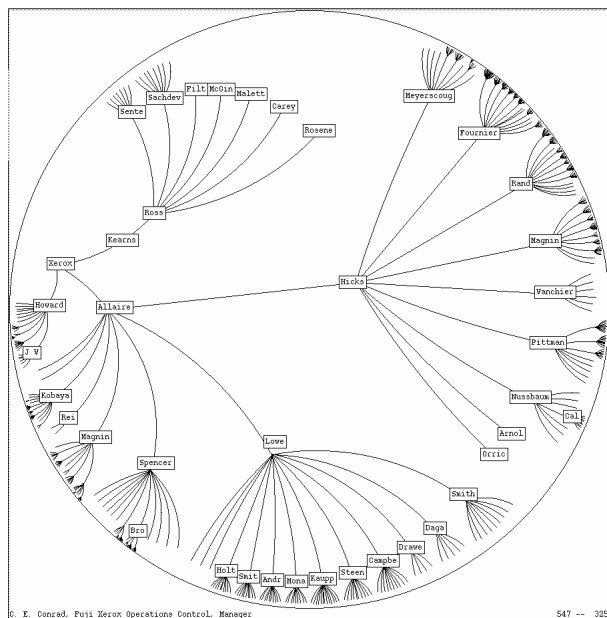 Filt McGin
Malett
Sachdev
Carey
Sente
Rosene
Meyerscoug
Fournier
Rand
Ross
Kearns
Magnin
Xerox
Hicks
Vanchier
Howard
Allaire
J V
Pittman
Kobaya
Nussbaum
Rei
Cal
Magnin
Arnol
Lowe
Orric
Spencer
Smith
Bro
Daga
Drawe
Campbe
Holt Smit Andr Mona Kaupp Steen
C. E. Conrad, Fuji Xerox Operations Control, Manager 547 -- 325